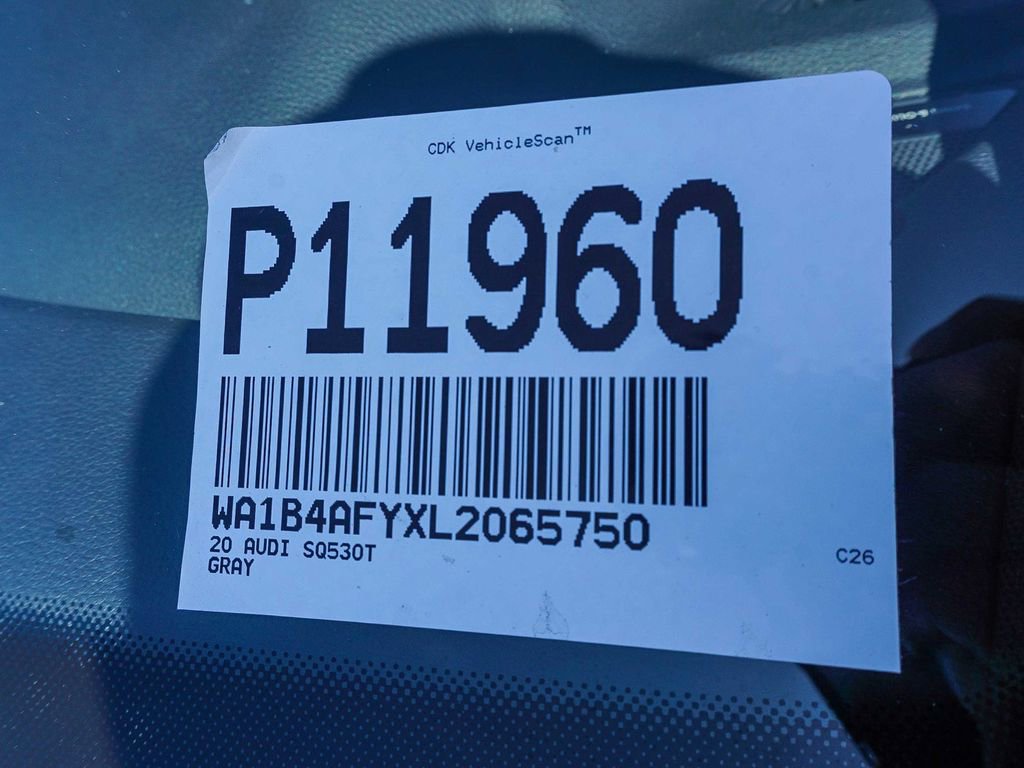 CDK VehicleScan™
P11960
WA1B4AFYXL2065750
20 AUDI SQ530T
GRAY
C26